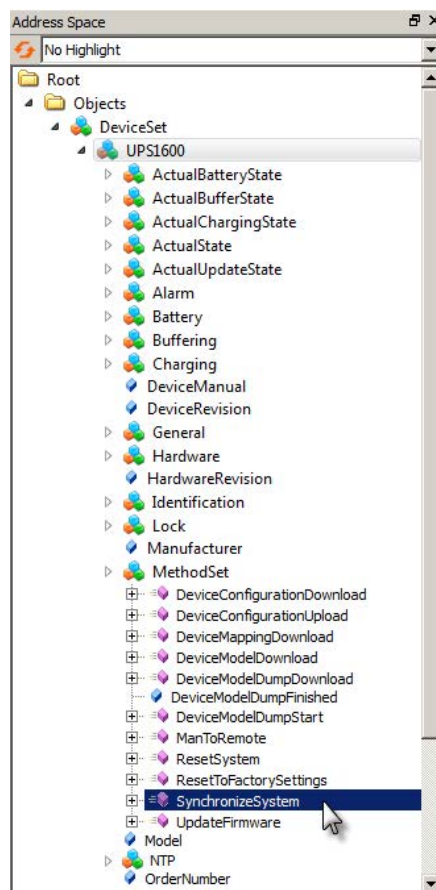 Address Space
No Highlight
Root
Objects
DeviceSet
UPS1600
ActualBatteryState
ActualBufferState
ActualChargingState
ActualState
ActualUpdateState
Alarm
Battery
Buffering
Charging
DeviceManual
DeviceRevision
General
Hardware
HardwareRevision
Identification
Lock
Manufacturer
MethodSet
DeviceConfigurationDownload
DeviceConfigurationUpload
DeviceMappingDownload
DeviceModelDownload
DeviceModelDumpDownload
DeviceModelDumpFinished
DeviceModelDumpStart
ManToRemote
ResetSystem
ResetToFactorySettings
SynchronizeSystem
UpdateFirmware
Model
NTP
OrderNumber